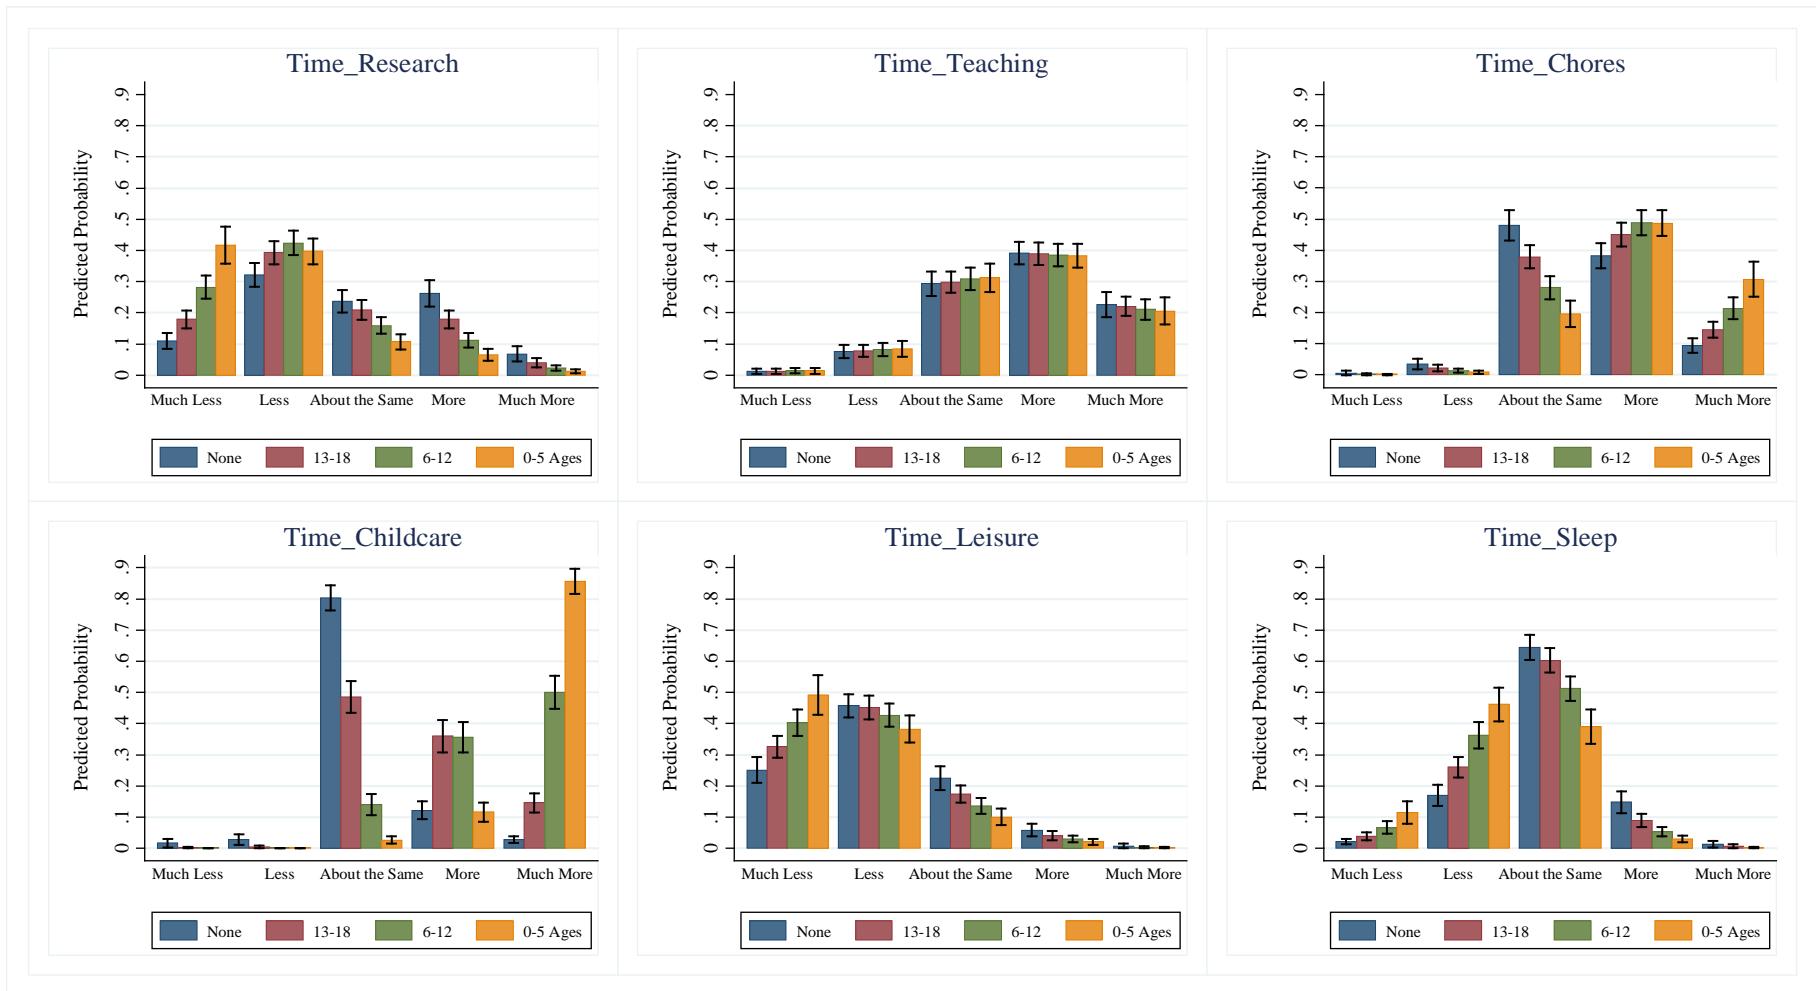 Time_Research
Predicted Probability
.9
.8
.7
.6
.5
.4
.3
.2
.1
0
Much Less Less About the Same More Much More
None 13-18 6-12 0-5 Ages
Time_Teaching
Predicted Probability
.9
.8
.7
.6
.5
.4
.3
.2
.1
0
Much Less Less About the Same More Much More
None 13-18 6-12 0-5 Ages
Time_Chores
Predicted Probability
.9
.8
.7
.6
.5
.4
.3
.2
.1
0
Much Less Less About the Same More Much More
None 13-18 6-12 0-5 Ages
Time_Childcare
Predicted Probability
.9
.8
.7
.6
.5
.4
.3
.2
.1
0
Much Less Less About the Same More Much More
None 13-18 6-12 0-5 Ages
Time_Leisure
Predicted Probability
.9
.8
.7
.6
.5
.4
.3
.2
.1
0
Much Less Less About the Same More Much More
None 13-18 6-12 0-5 Ages
Time_Sleep
Predicted Probability
.9
.8
.7
.6
.5
.4
.3
.2
.1
0
Much Less Less About the Same More Much More
None 13-18 6-12 0-5 Ages